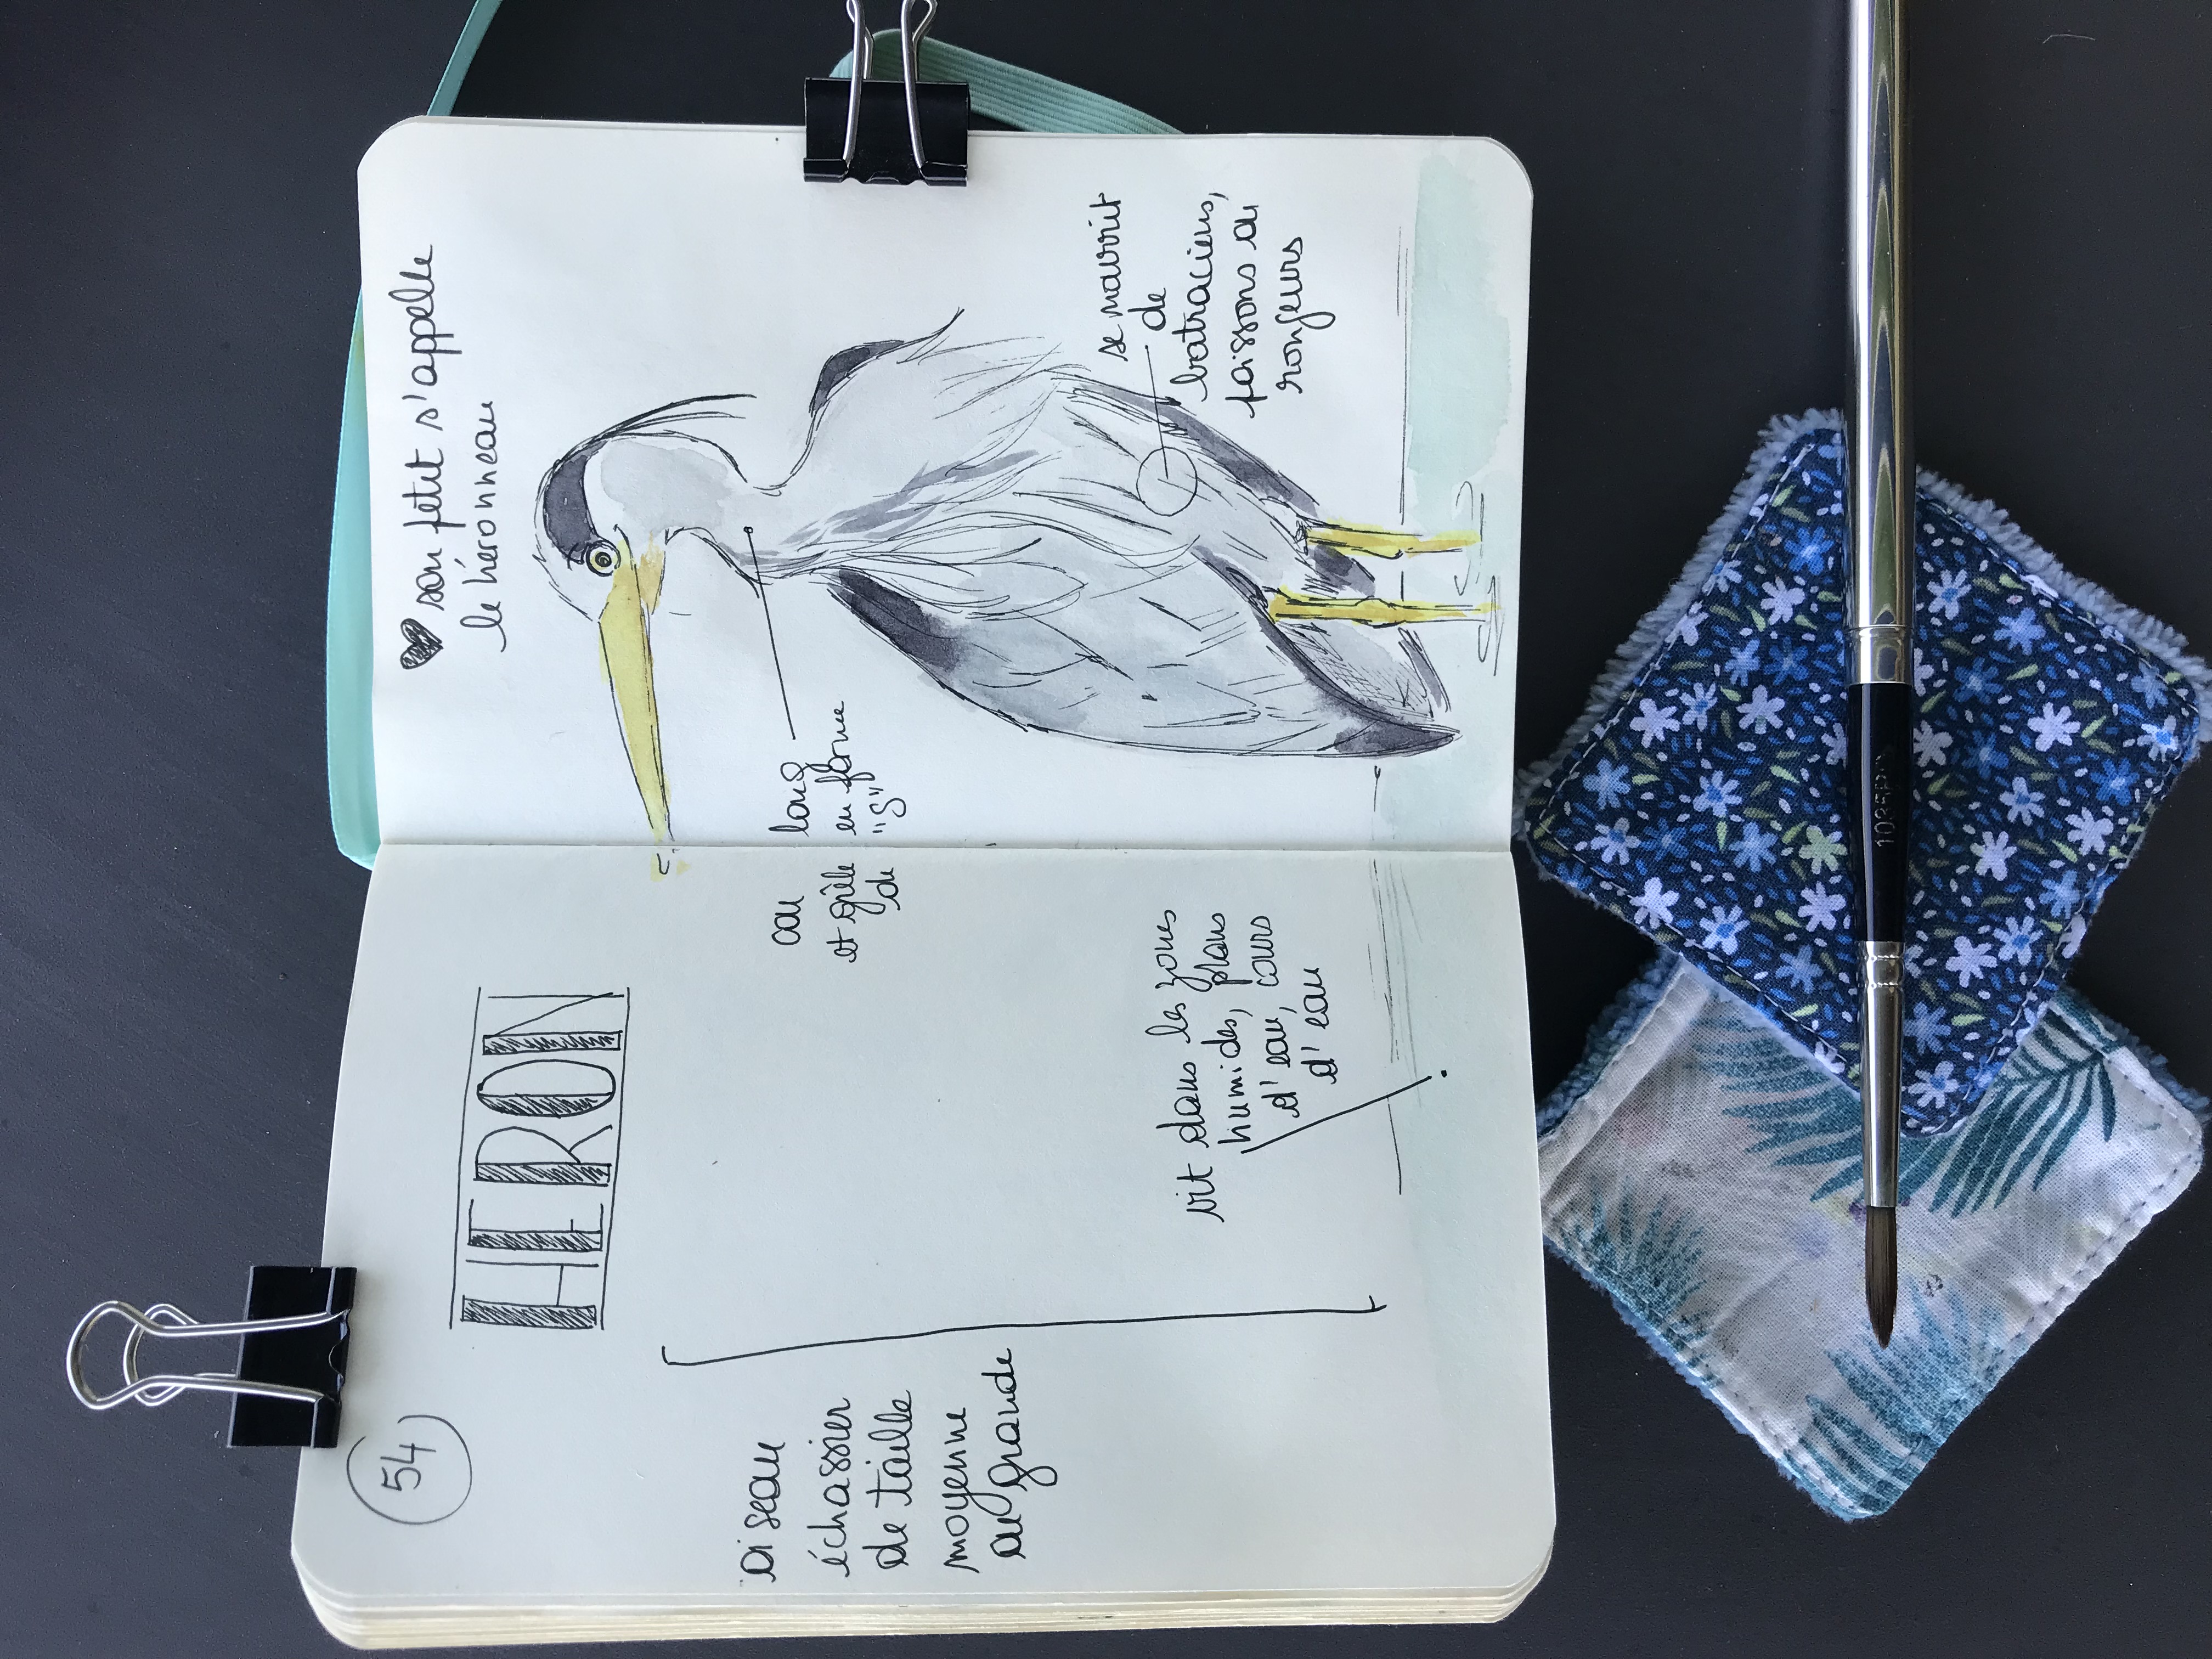 54
HERON
oiseau
échassier
de taille
moyenne
ou grande
vit dans les zones
humides, plans
d'eau, cours
d'eau
♥ son petit s'appelle
le héronneau
cou long
et grêle en forme
de "S"
se nourrit
de
batraciens,
poissons ou
rongeurs